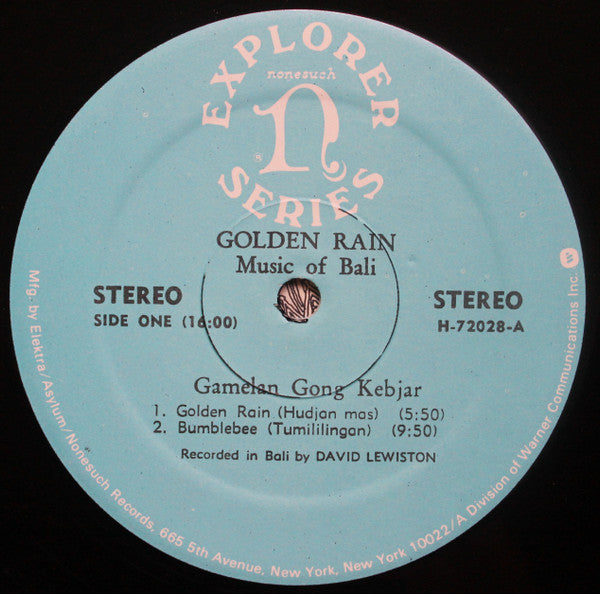 EXPLORER
nonesuch
n
®
SERIES
GOLDEN RAIN
Music of Bali
STEREO
SIDE ONE (16:00)
STEREO
H-72028-A
Gamelan Gong Kebjar
1. Golden Rain (Hudjan mas) (5:50)
2. Bumblebee (Tumililingan) (9:50)
Recorded in Bali by DAVID LEWISTON
Mfg. by Elektra/Asylum/Nonesuch Records, 665 5th Avenue, New York, New York 10022/A Division of Warner Communications Inc.